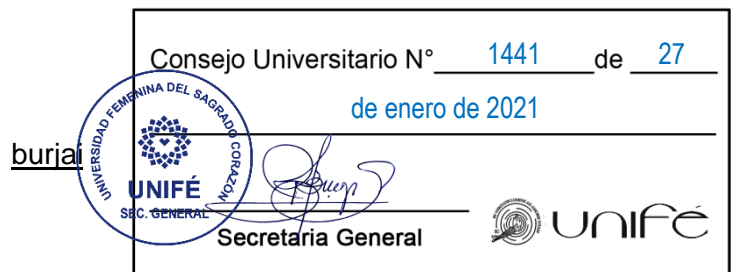 Consejo Universitario N° 1441 de 27
de enero de 2021
burjai
UNIVERSIDAD FEMENINA DEL SAGRADO CORAZÓN
UNIFÉ
SEC. GENERAL
Secretaria General
unifé